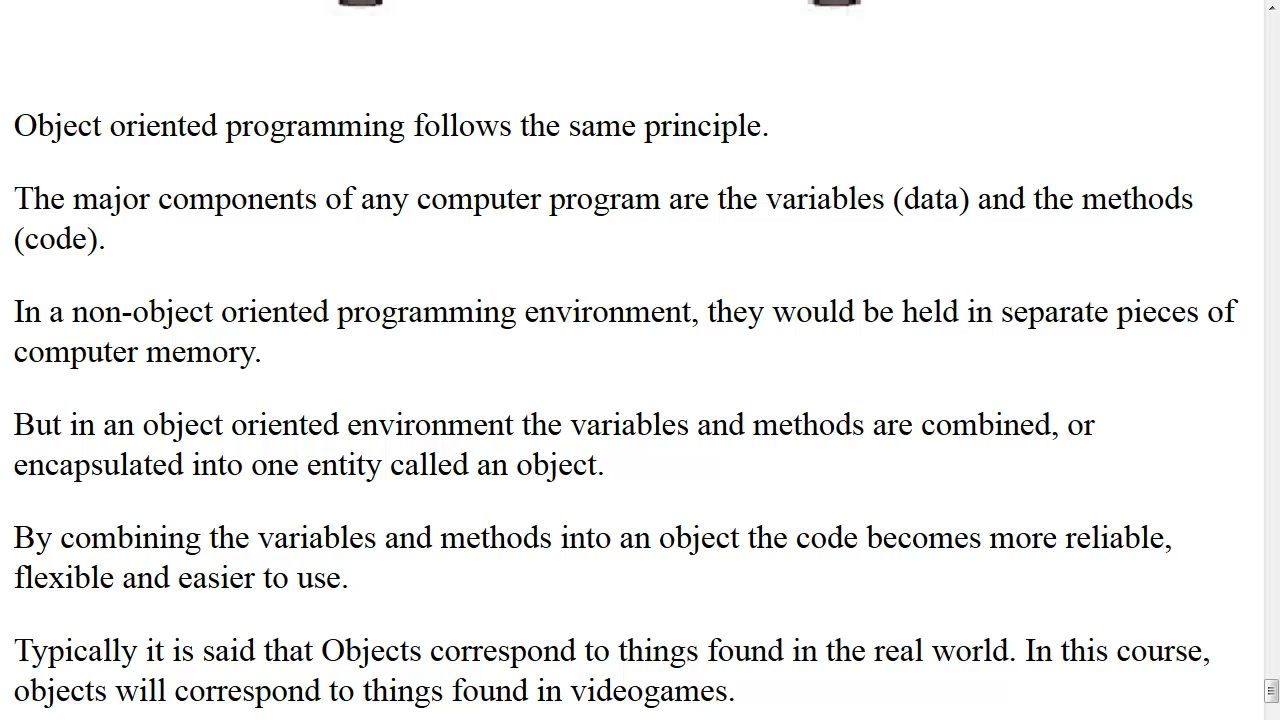 Object oriented programming follows the same principle.
The major components of any computer program are the variables (data) and the methods
(code).
In a non-object oriented programming environment, they would be held in separate pieces of
computer memory.
But in an object oriented environment the variables and methods are combined, or
encapsulated into one entity called an object.
By combining the variables and methods into an object the code becomes more reliable,
flexible and easier to use.
Typically it is said that Objects correspond to things found in the real world. In this course,
objects will correspond to things found in videogames.